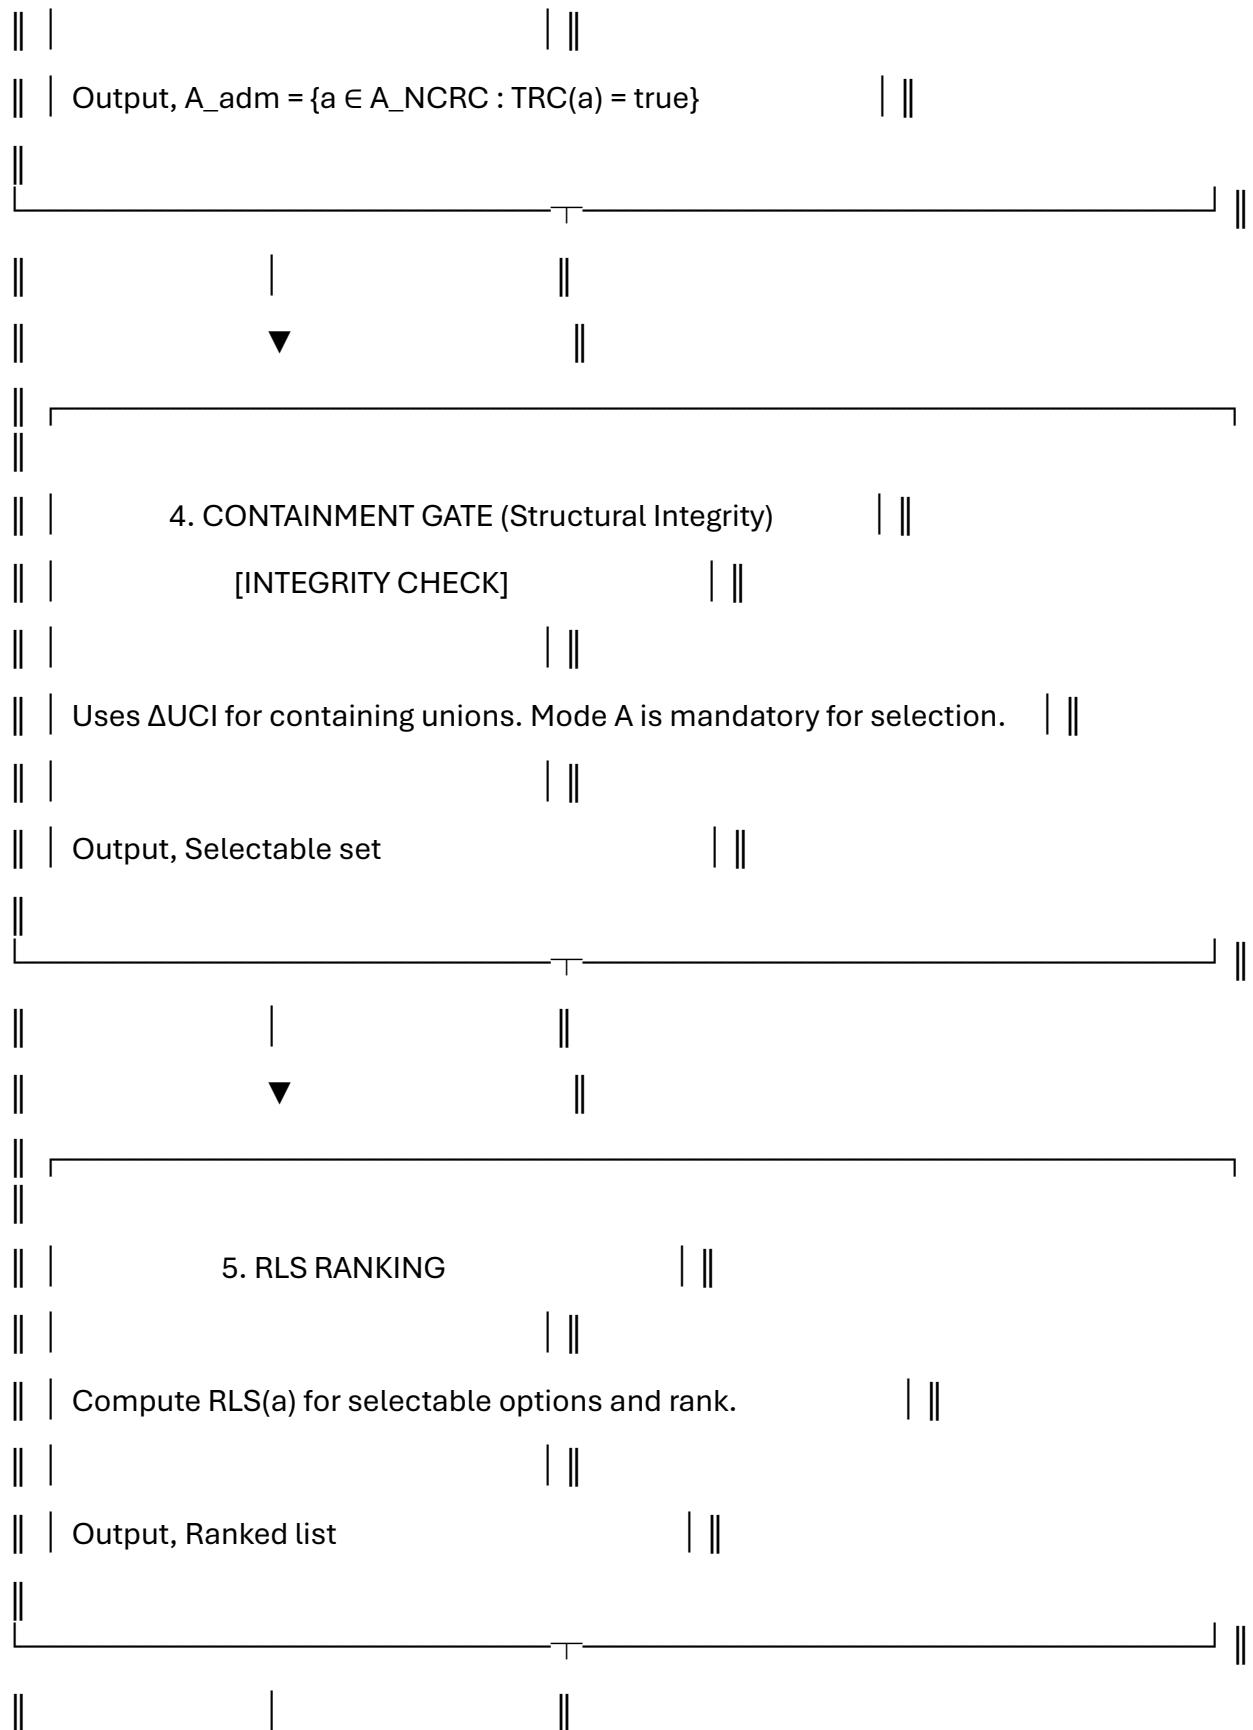 Output, A_adm = {a ∈ A_NCRC : TRC(a) = true}
▼
4. CONTAINMENT GATE (Structural Integrity)
[INTEGRITY CHECK]
Uses ΔUCI for containing unions. Mode A is mandatory for selection.
Output, Selectable set
▼
5. RLS RANKING
Compute RLS(a) for selectable options and rank.
Output, Ranked list